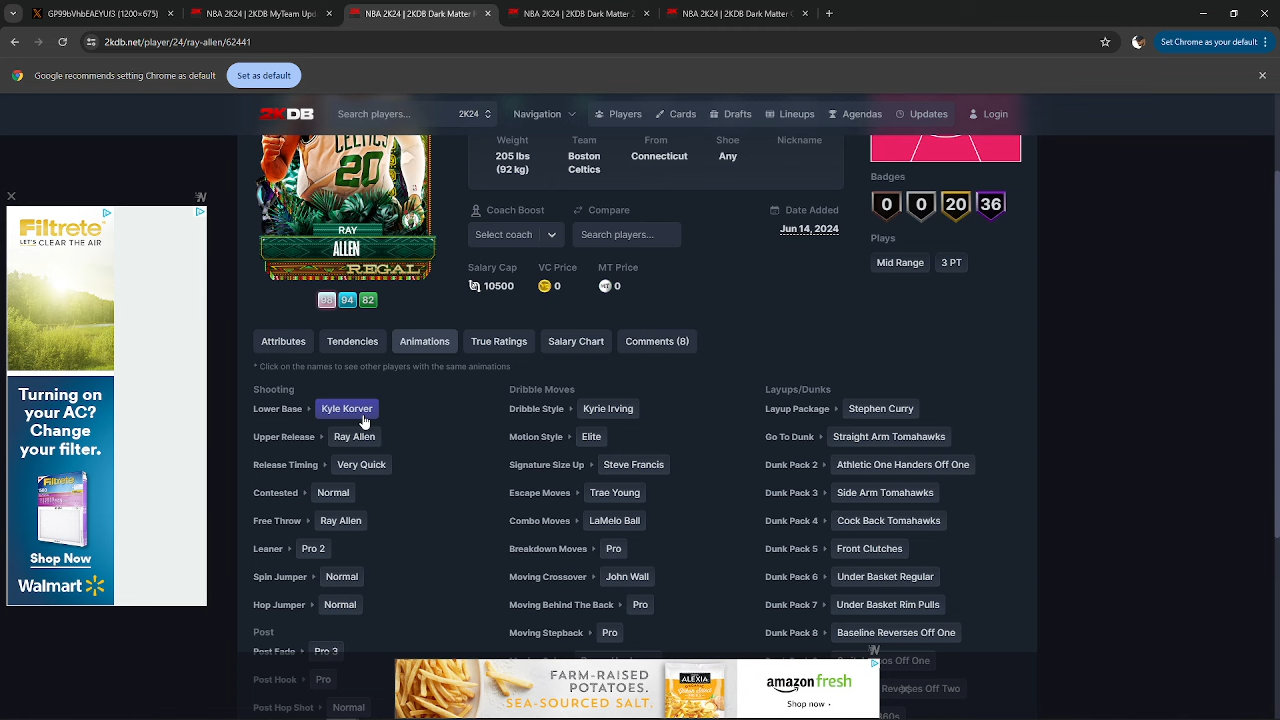 GP99bVhbEAEYUl3 (1200×675)
NBA 2K24 | 2KDB MyTeam Up
NBA 2K24 | 2KDB Dark Matter
NBA 2K24 | 2KDB Dark Matter
NBA 2K24 | 2KDB Dark Matter
2kdb.net/player/24/ray-allen/62441
Set Chrome as your default
Google recommends setting Chrome as default
Set as default
2KDB
Search players...
2K24
Navigation
Players
Cards
Drafts
Lineups
Agendas
Updates
Login
CELTICS
20
RAY
ALLEN
REGAL
98 94 82
Weight
205 lbs
(92 kg)
Team
Boston
Celtics
From
Connecticut
Shoe
Any
Nickname
Coach Boost
Select coach
Compare
Search players...
Date Added
Jun 14, 2024
Salary Cap
10500
VC Price
0
MT Price
0
Badges
0 0 20 36
Plays
Mid Range
3 PT
Attributes
Tendencies
Animations
True Ratings
Salary Chart
Comments (8)
* Click on the names to see other players with the same animations
Shooting
Lower Base Kyle Korver
Upper Release Ray Allen
Release Timing Very Quick
Contested Normal
Free Throw Ray Allen
Leaner Pro 2
Spin Jumper Normal
Hop Jumper Normal
Post
Post Fade Pro 3
Post Hook Pro
Post Hop Shot Normal
Dribble Moves
Dribble Style Kyrie Irving
Motion Style Elite
Signature Size Up Steve Francis
Escape Moves Trae Young
Combo Moves LaMelo Ball
Breakdown Moves Pro
Moving Crossover John Wall
Moving Behind The Back Pro
Moving Stepback Pro
Layups/Dunks
Layup Package Stephen Curry
Go To Dunk Straight Arm Tomahawks
Dunk Pack 2 Athletic One Handers Off One
Dunk Pack 3 Side Arm Tomahawks
Dunk Pack 4 Cock Back Tomahawks
Dunk Pack 5 Front Clutches
Dunk Pack 6 Under Basket Regular
Dunk Pack 7 Under Basket Rim Pulls
Dunk Pack 8 Baseline Reverses Off One
Off One
Reverses Off Two
Filtrete
LET'S CLEAR THE AIR
Turning on
your AC?
Change
your filter.
Filtrete
Shop Now
Walmart
FARM-RAISED
POTATOES.
SEA-SOURCED SALT.
ALEXIA
amazon fresh
Shop now